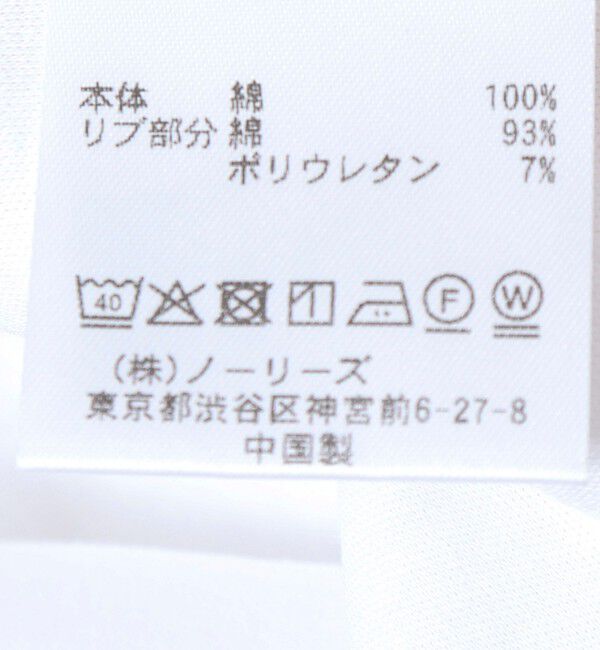 本体 綿 100%
リブ部分 綿 93%
ポリウレタン 7%
40 F W
(株)ノーリーズ
東京都渋谷区神宮前6-27-8
中国製